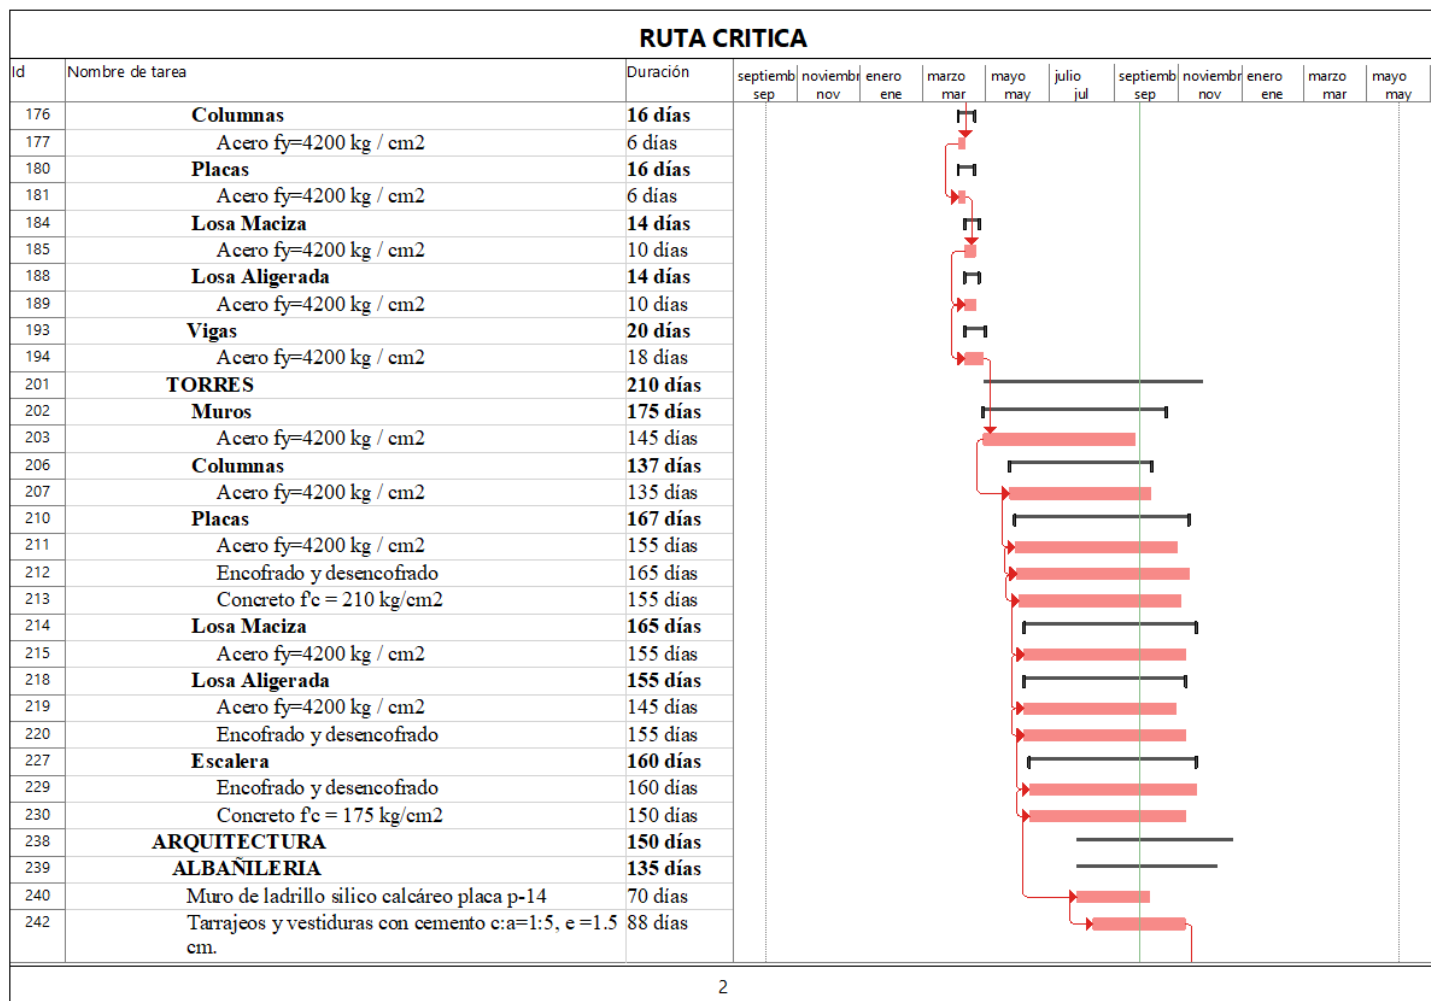 RUTA CRITICA
Id Nombre de tarea Duración septiemb noviembr enero marzo mayo julio septiemb noviembr enero marzo mayo
sep nov ene mar may jul sep nov ene mar may
176 Columnas 16 días
177 Acero fy=4200 kg / cm2 6 días
180 Placas 16 días
181 Acero fy=4200 kg / cm2 6 días
184 Losa Maciza 14 días
185 Acero fy=4200 kg / cm2 10 días
188 Losa Aligerada 14 días
189 Acero fy=4200 kg / cm2 10 días
193 Vigas 20 días
194 Acero fy=4200 kg / cm2 18 días
201 TORRES 210 días
202 Muros 175 días
203 Acero fy=4200 kg / cm2 145 días
206 Columnas 137 días
207 Acero fy=4200 kg / cm2 135 días
210 Placas 167 días
211 Acero fy=4200 kg / cm2 155 días
212 Encofrado y desencofrado 165 días
213 Concreto f'c = 210 kg/cm2 155 días
214 Losa Maciza 165 días
215 Acero fy=4200 kg / cm2 155 días
218 Losa Aligerada 155 días
219 Acero fy=4200 kg / cm2 145 días
220 Encofrado y desencofrado 155 días
227 Escalera 160 días
229 Encofrado y desencofrado 160 días
230 Concreto f'c = 175 kg/cm2 150 días
238 ARQUITECTURA 150 días
239 ALBAÑILERIA 135 días
240 Muro de ladrillo silico calcáreo placa p-14 70 días
242 Tarrajeos y vestiduras con cemento c:a=1:5, e =1.5 88 días
cm.
2